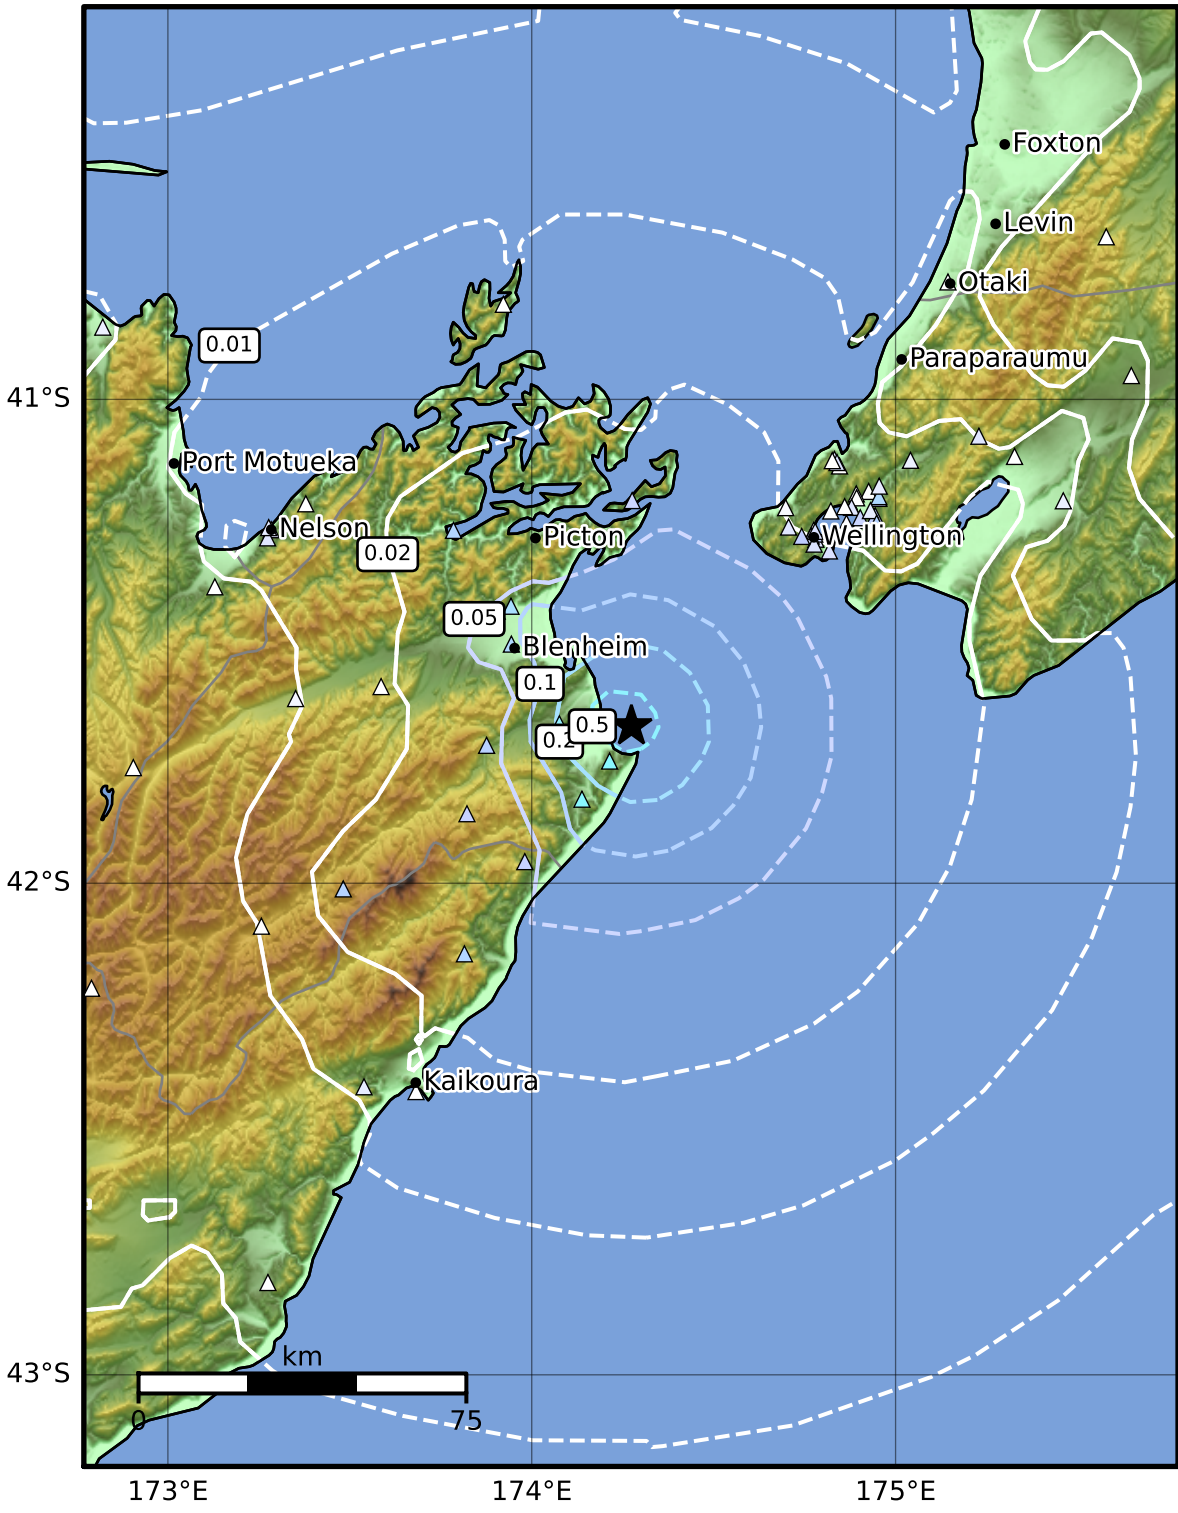 Foxton
Levin
Otaki
0.01
Paraparaumu
41°S
Port Motueka
Nelson
Picton
Wellington
0.02
0.05
Blenheim
0.1
0.5
0.2
42°S
Kaikoura
km
43°S
0 75
173°E 174°E 175°E